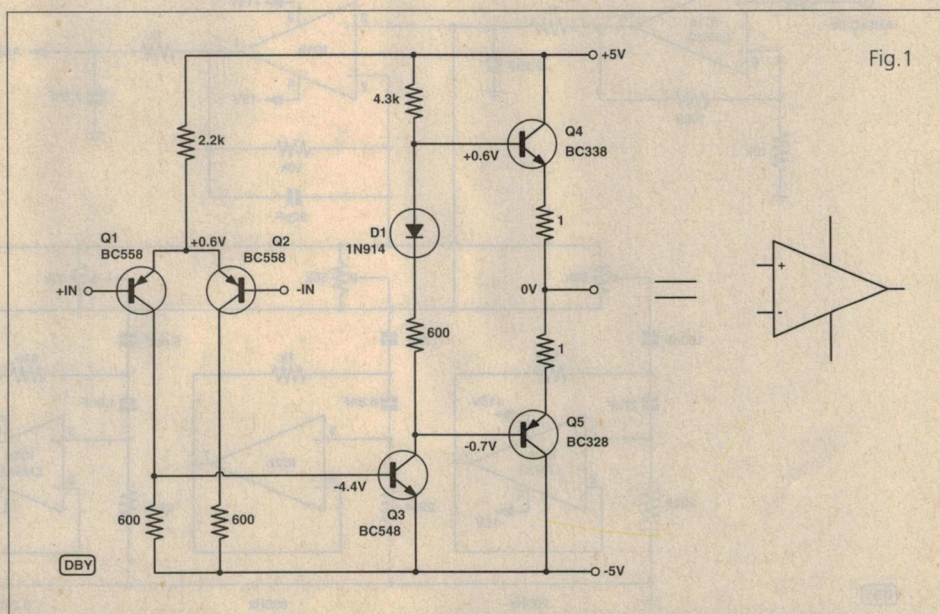 +5V
Fig.1
4.3k
Q4
BC338
2.2k
+0.6V
1
D1
1N914
Q1
BC558
+0.6V
Q2
BC558
+IN
-IN
0V
+
-
600
1
Q5
BC328
-0.7V
-4.4V
Q3
BC548
600
600
DBY
-5V